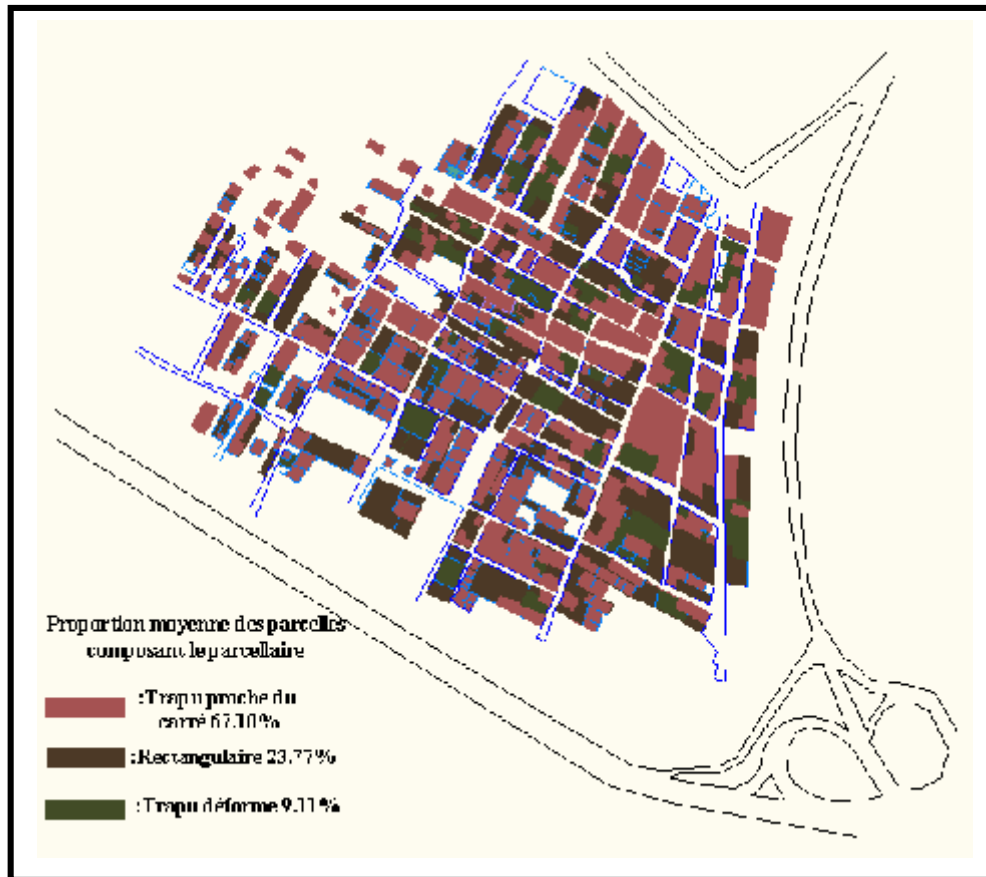 Proportion moyenne des parcelles
composant le parcellaire
: Trapu proche du
carré 67.10%
: Rectangulaire 23.77%
: Trapu déforme 9.11%